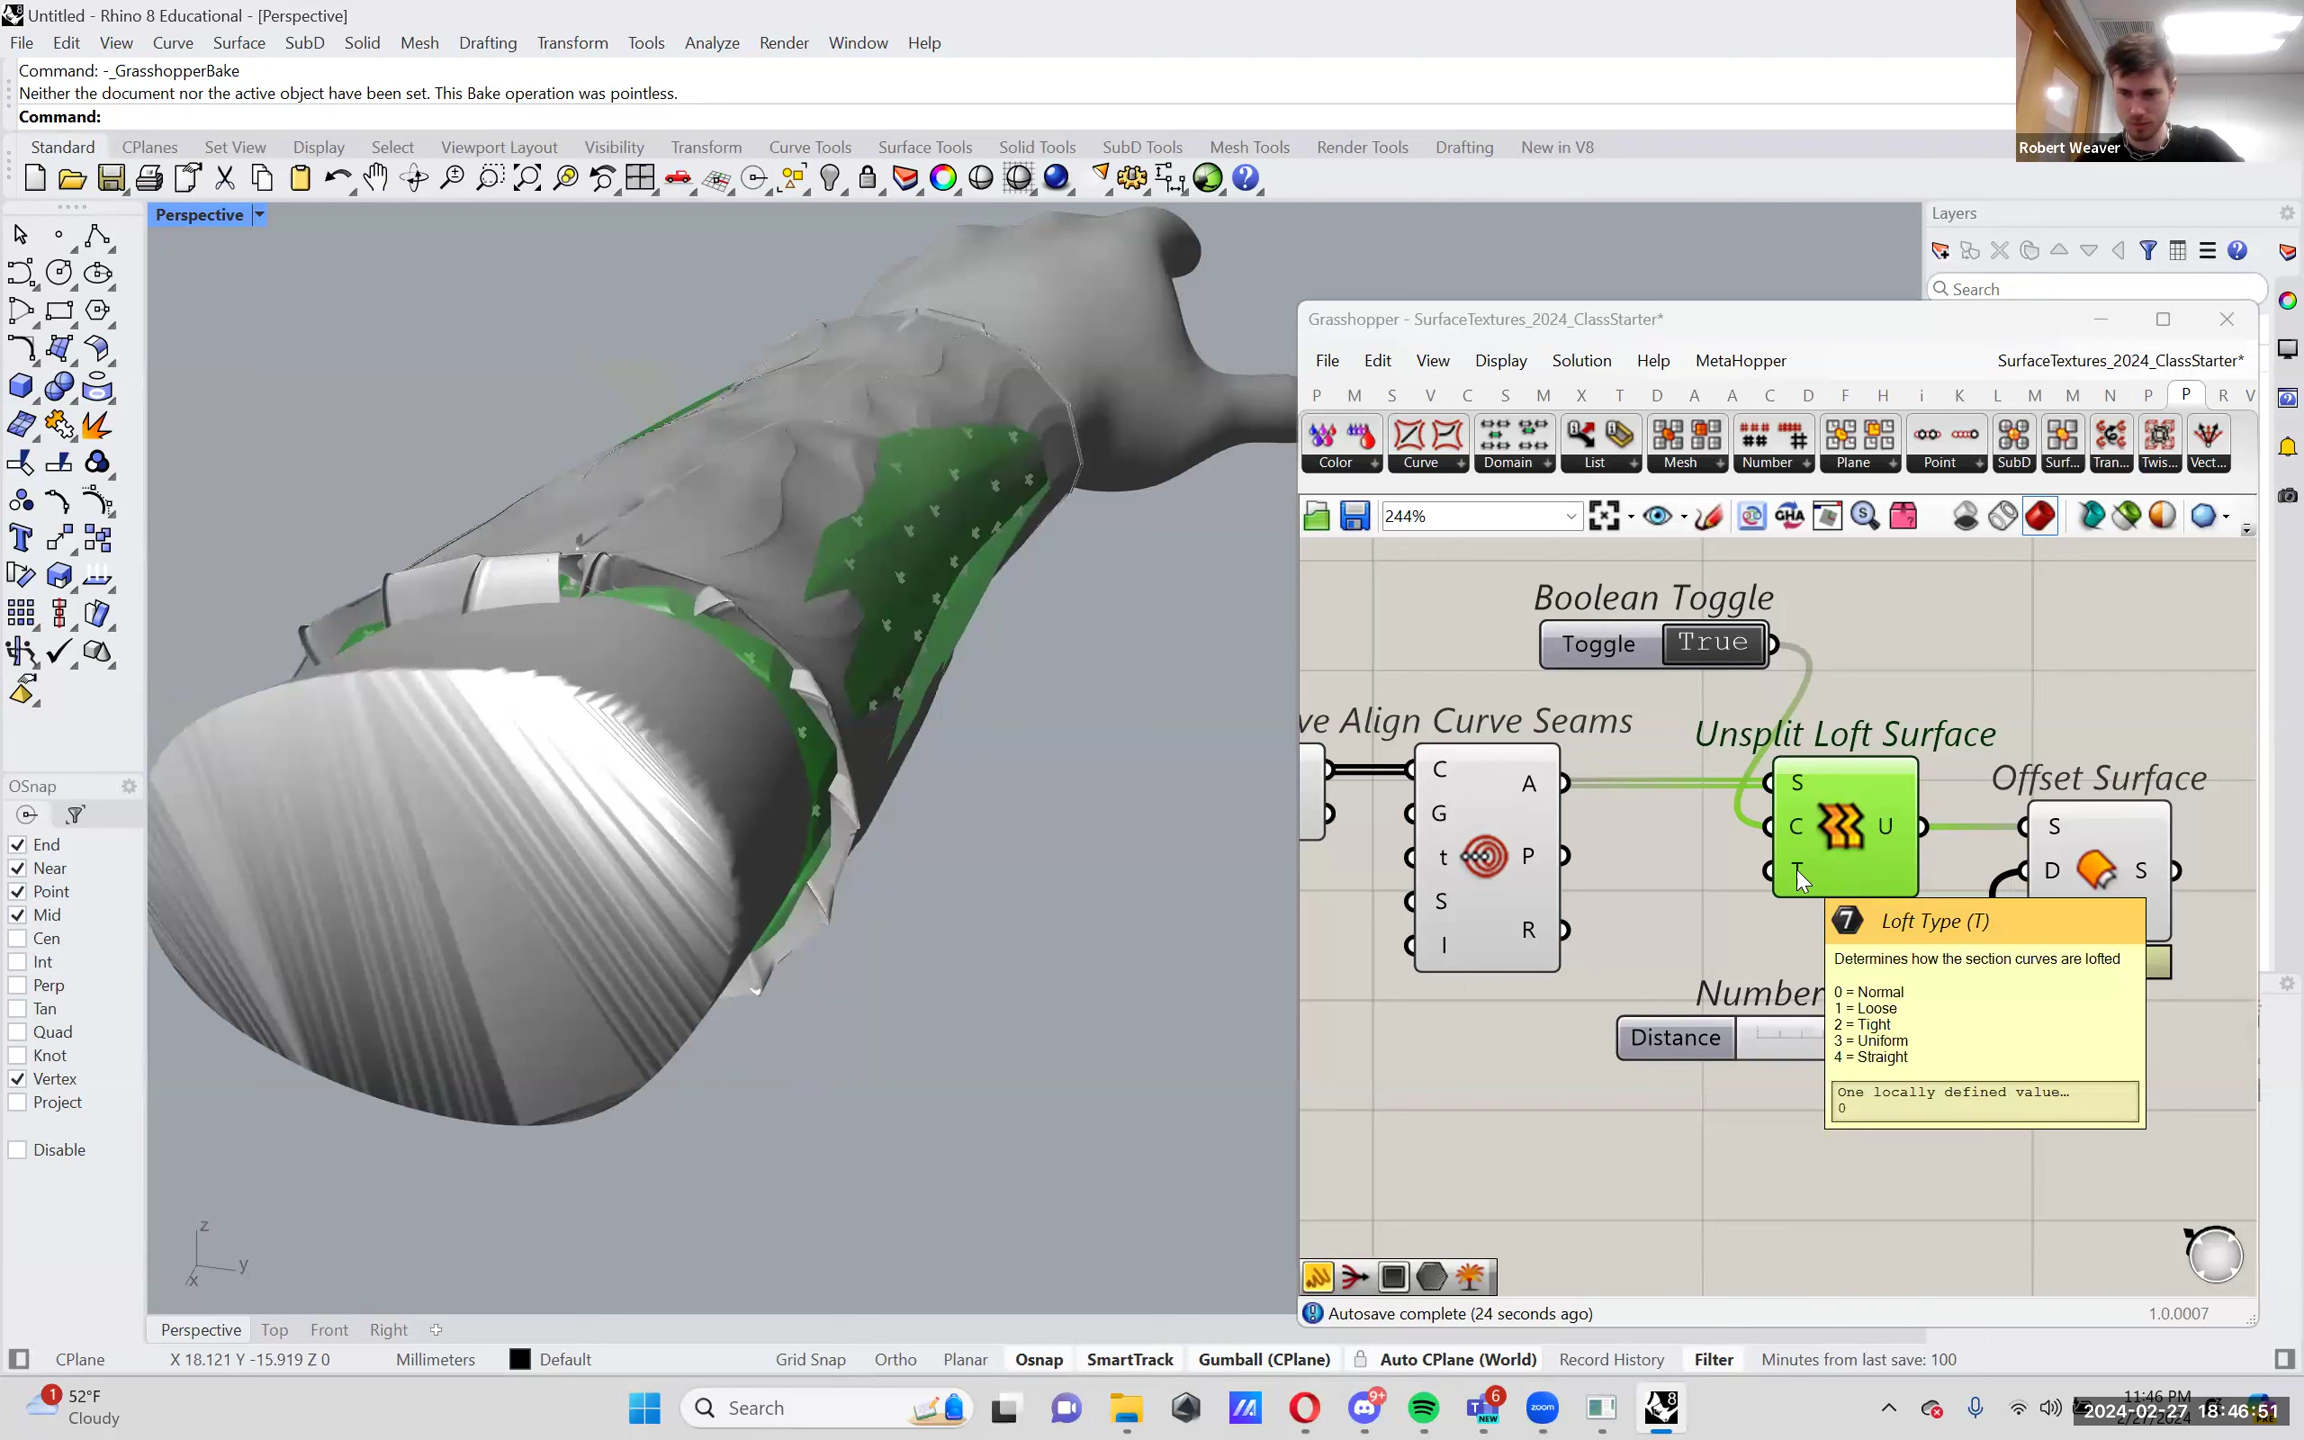 Untitled - Rhino 8 Educational - [Perspective]
File Edit View Curve Surface SubD Solid Mesh Drafting Transform Tools Analyze Render Window Help
Command: -_GrasshopperBake
Neither the document nor the active object have been set. This Bake operation was pointless.
Command:
Robert Weaver
Standard CPlanes Set View Display Select Viewport Layout Visibility Transform Curve Tools Surface Tools Solid Tools SubD Tools Mesh Tools Render Tools Drafting New in V8
Perspective
Layers
Search
Grasshopper - SurfaceTextures_2024_ClassStarter*
File Edit View Display Solution Help MetaHopper SurfaceTextures_2024_ClassStarter*
P M S V C S M X T D A A C D F H i K L M M N P P R V
Color Curve Domain List Mesh Number Plane Point SubD Surf... Tran... Twis... Vect...
244%
Boolean Toggle
Toggle True
ve Align Curve Seams
Unsplit Loft Surface
Offset Surface
C G t S I A P R
S C T U
S D S
Number
Distance
7 Loft Type (T)
Determines how the section curves are lofted
0 = Normal
1 = Loose
2 = Tight
3 = Uniform
4 = Straight
One locally defined value...
0
Autosave complete (24 seconds ago)
1.0.0007
OSnap
End
Near
Point
Mid
Cen
Int
Perp
Tan
Quad
Knot
Vertex
Project
Disable
z
y
x
Perspective Top Front Right
CPlane X 18.121 Y -15.919 Z 0 Millimeters Default Grid Snap Ortho Planar Osnap SmartTrack Gumball (CPlane) Auto CPlane (World) Record History Filter Minutes from last save: 100
1
52°F
Cloudy
Search
9+
6
NEW
zoom
8
11:46 PM
2024-02-27 18:46:51